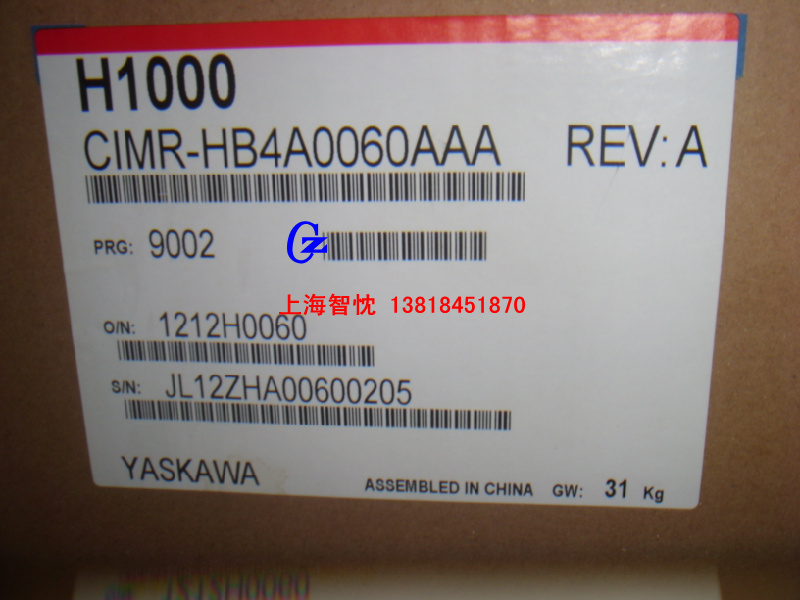 H1000
CIMR-HB4A0060AAA REV: A
PRG: 9002
上海智忱 13818451870
O/N: 1212H0060
S/N: JL12ZHA00600205
YASKAWA ASSEMBLED IN CHINA GW: 31 Kg